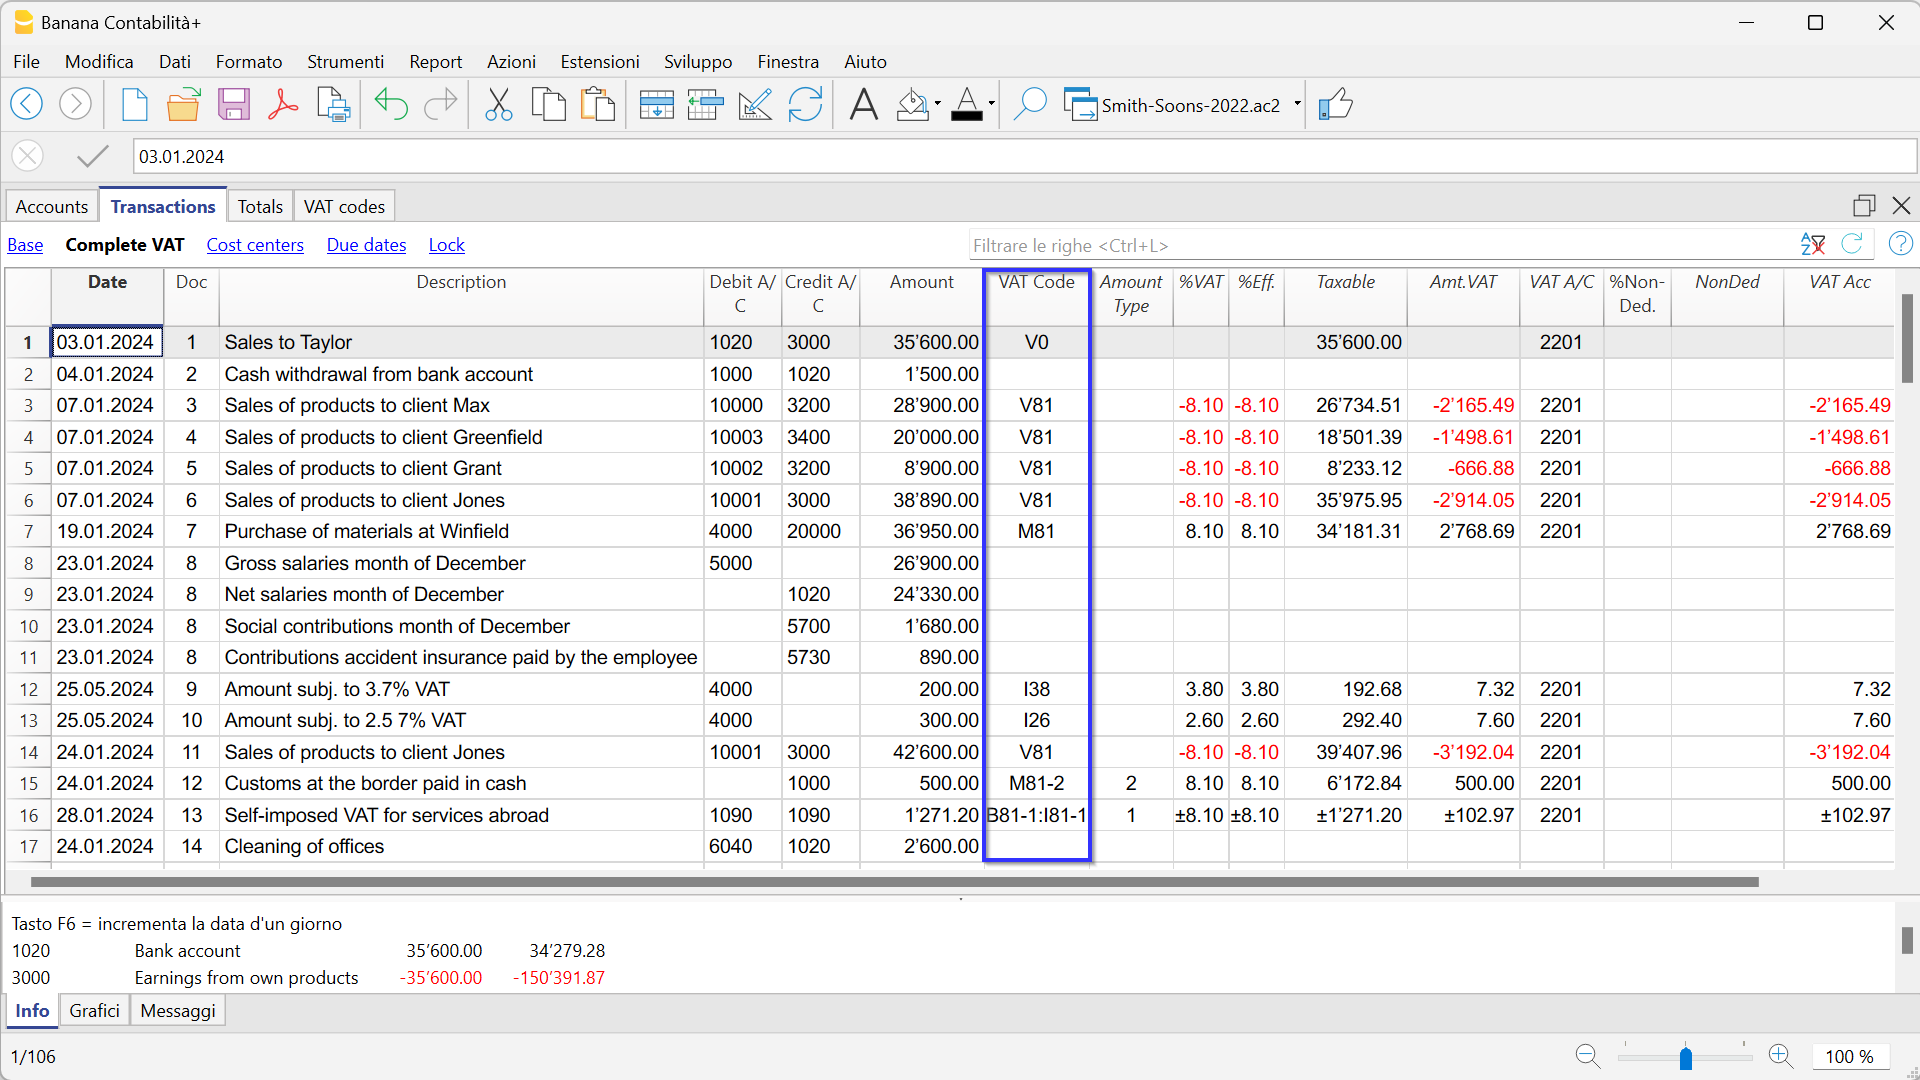 Banana Contabilità+
File Modifica Dati Formato Strumenti Report Azioni Estensioni Sviluppo Finestra Aiuto
Smith-Soons-2022.ac2
03.01.2024
Accounts Transactions Totals VAT codes
Base Complete VAT Cost centers Due dates Lock Filtrare le righe <Ctrl+L>
Date Doc Description Debit A/C Credit A/C Amount VAT Code Amount Type %VAT %Eff. Taxable Amt.VAT VAT A/C %Non-Ded. NonDed VAT Acc
1 03.01.2024 1 Sales to Taylor 1020 3000 35’600.00 V0 35’600.00 2201
2 04.01.2024 2 Cash withdrawal from bank account 1000 1020 1’500.00
3 07.01.2024 3 Sales of products to client Max 10000 3200 28’900.00 V81 -8.10 -8.10 26’734.51 -2’165.49 2201 -2’165.49
4 07.01.2024 4 Sales of products to client Greenfield 10003 3400 20’000.00 V81 -8.10 -8.10 18’501.39 -1’498.61 2201 -1’498.61
5 07.01.2024 5 Sales of products to client Grant 10002 3200 8’900.00 V81 -8.10 -8.10 8’233.12 -666.88 2201 -666.88
6 07.01.2024 6 Sales of products to client Jones 10001 3000 38’890.00 V81 -8.10 -8.10 35’975.95 -2’914.05 2201 -2’914.05
7 19.01.2024 7 Purchase of materials at Winfield 4000 20000 36’950.00 M81 8.10 8.10 34’181.31 2’768.69 2201 2’768.69
8 23.01.2024 8 Gross salaries month of December 5000 26’900.00
9 23.01.2024 8 Net salaries month of December 1020 24’330.00
10 23.01.2024 8 Social contributions month of December 5700 1’680.00
11 23.01.2024 8 Contributions accident insurance paid by the employee 5730 890.00
12 25.05.2024 9 Amount subj. to 3.7% VAT 4000 200.00 I38 3.80 3.80 192.68 7.32 2201 7.32
13 25.05.2024 10 Amount subj. to 2.5 7% VAT 4000 300.00 I26 2.60 2.60 292.40 7.60 2201 7.60
14 24.01.2024 11 Sales of products to client Jones 10001 3000 42’600.00 V81 -8.10 -8.10 39’407.96 -3’192.04 2201 -3’192.04
15 24.01.2024 12 Customs at the border paid in cash 1000 500.00 M81-2 2 8.10 8.10 6’172.84 500.00 2201 500.00
16 28.01.2024 13 Self-imposed VAT for services abroad 1090 1090 1’271.20 B81-1:I81-1 1 ±8.10 ±8.10 ±1’271.20 ±102.97 2201 ±102.97
17 24.01.2024 14 Cleaning of offices 6040 1020 2’600.00
Tasto F6 = incrementa la data d'un giorno
1020 Bank account 35’600.00 34’279.28
3000 Earnings from own products -35’600.00 -150’391.87
Info Grafici Messaggi
1/106 100 %